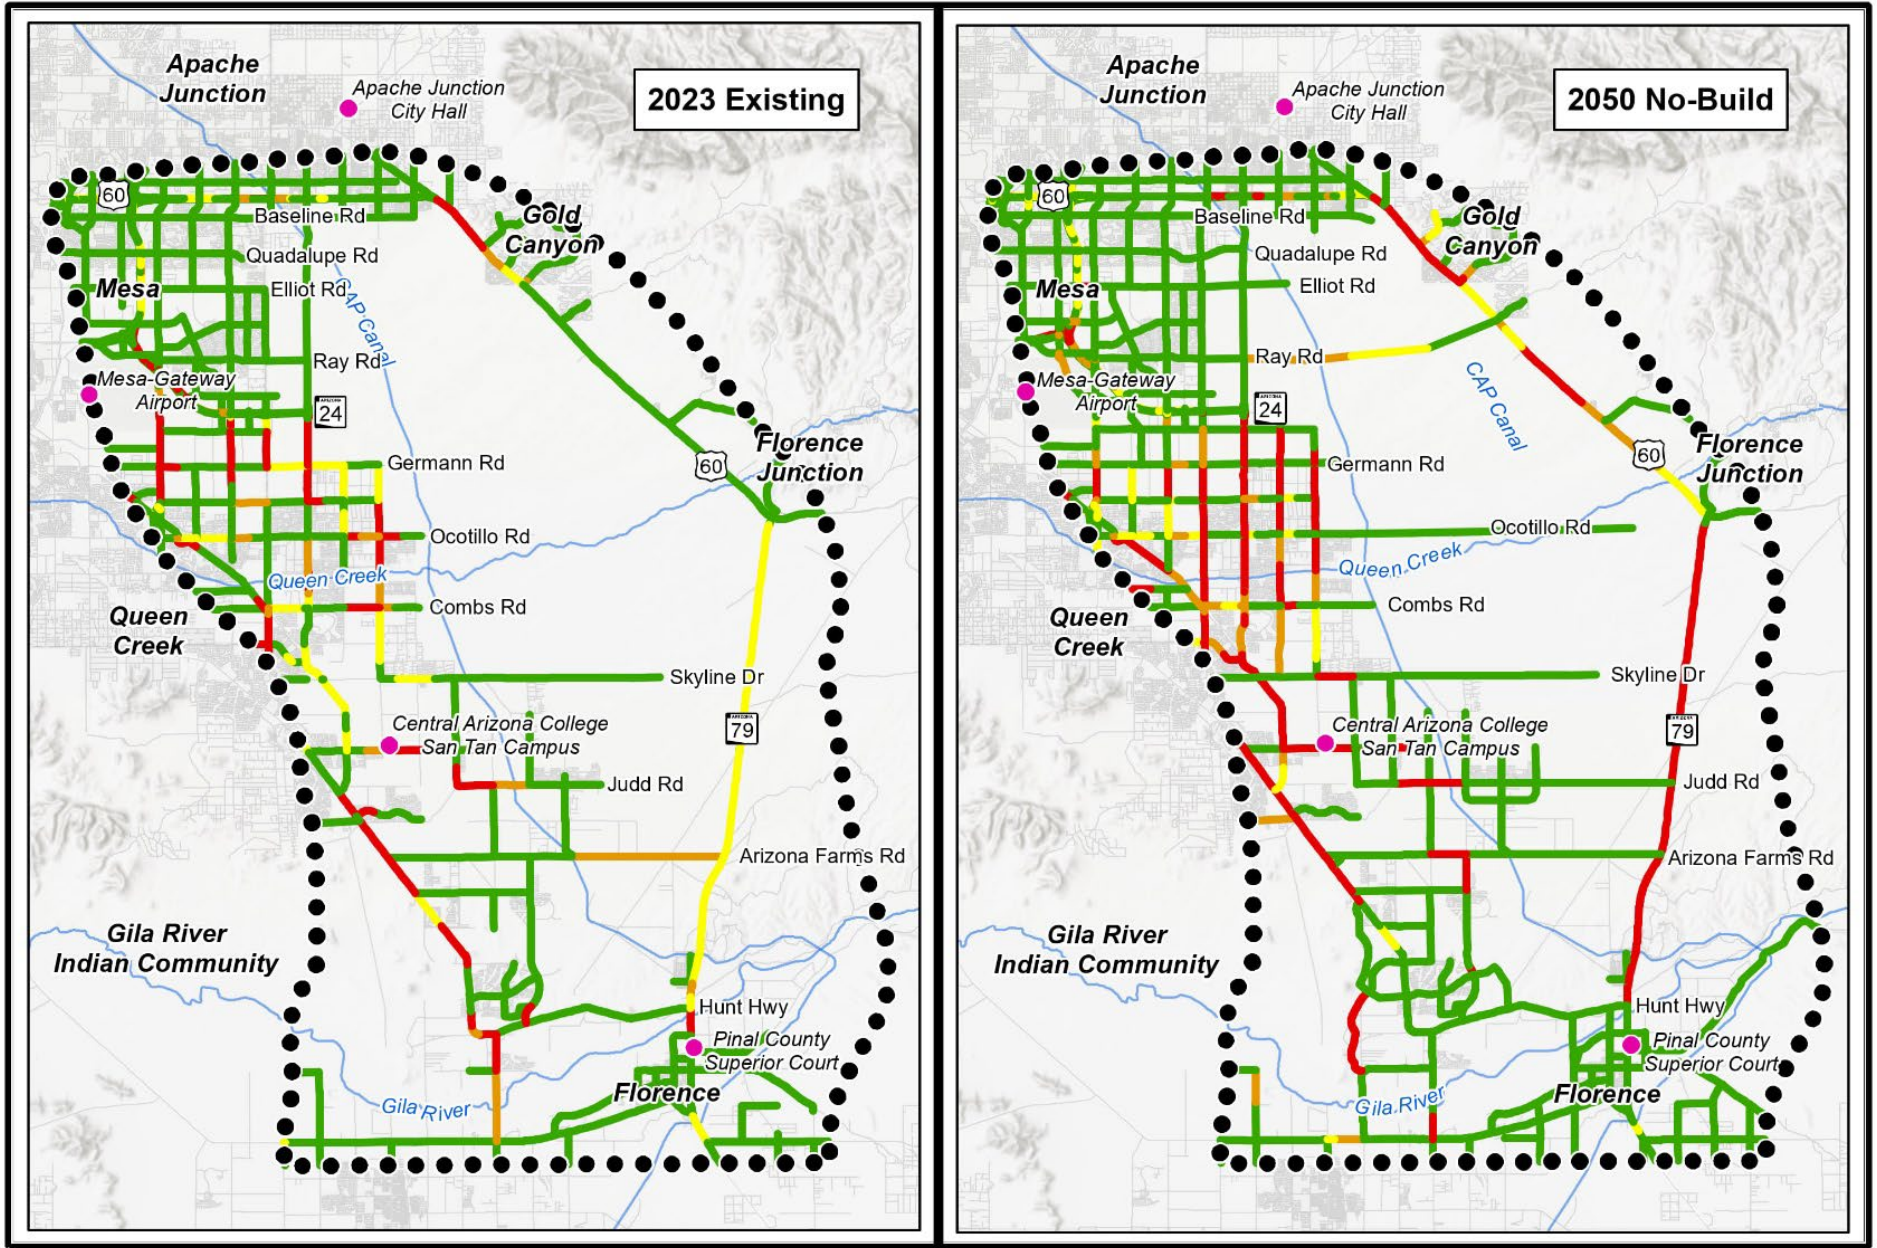 Apache
Junction
Apache Junction
City Hall
2023 Existing
60
Baseline Rd
Gold
Canyon
Quadalupe Rd
Mesa
Elliot Rd
CAP Canal
Ray Rd
Mesa-Gateway
Airport
ARIZONA
24
Florence
Junction
Germann Rd
60
Ocotillo Rd
Queen Creek
Combs Rd
Queen
Creek
Skyline Dr
Central Arizona College
San Tan Campus
ARIZONA
79
Judd Rd
Arizona Farms Rd
Gila River
Indian Community
Hunt Hwy
Pinal County
Superior Court
Florence
Gila River
Apache
Junction
Apache Junction
City Hall
2050 No-Build
60
Baseline Rd
Gold
Canyon
Quadalupe Rd
Mesa
Elliot Rd
Ray Rd
CAP Canal
Mesa-Gateway
Airport
ARIZONA
24
60
Florence
Junction
Germann Rd
Ocotillo Rd
Queen Creek
Combs Rd
Queen
Creek
Skyline Dr
Central Arizona College
San Tan Campus
ARIZONA
79
Judd Rd
Arizona Farms Rd
Gila River
Indian Community
Hunt Hwy
Pinal County
Superior Court
Florence
Gila River